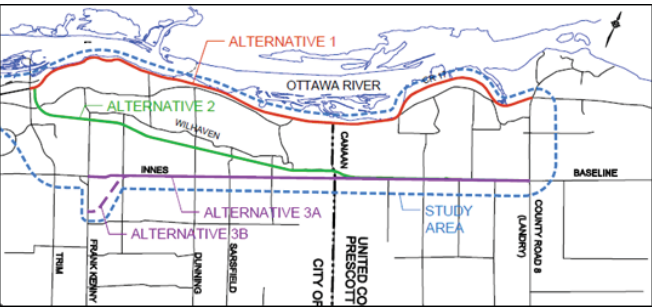 ALTERNATIVE 1
OTTAWA RIVER
ALTERNATIVE 2
WILHAVEN
CANAAN
INNES
BASELINE
ALTERNATIVE 3A
ALTERNATIVE 3B
STUDY
AREA
TRIM
FRANK KENNY
DUNNING
SARSFIELD
CITY OF
UNITED CO
PRESCOTT
COUNTY ROAD 8
(LANDRY)